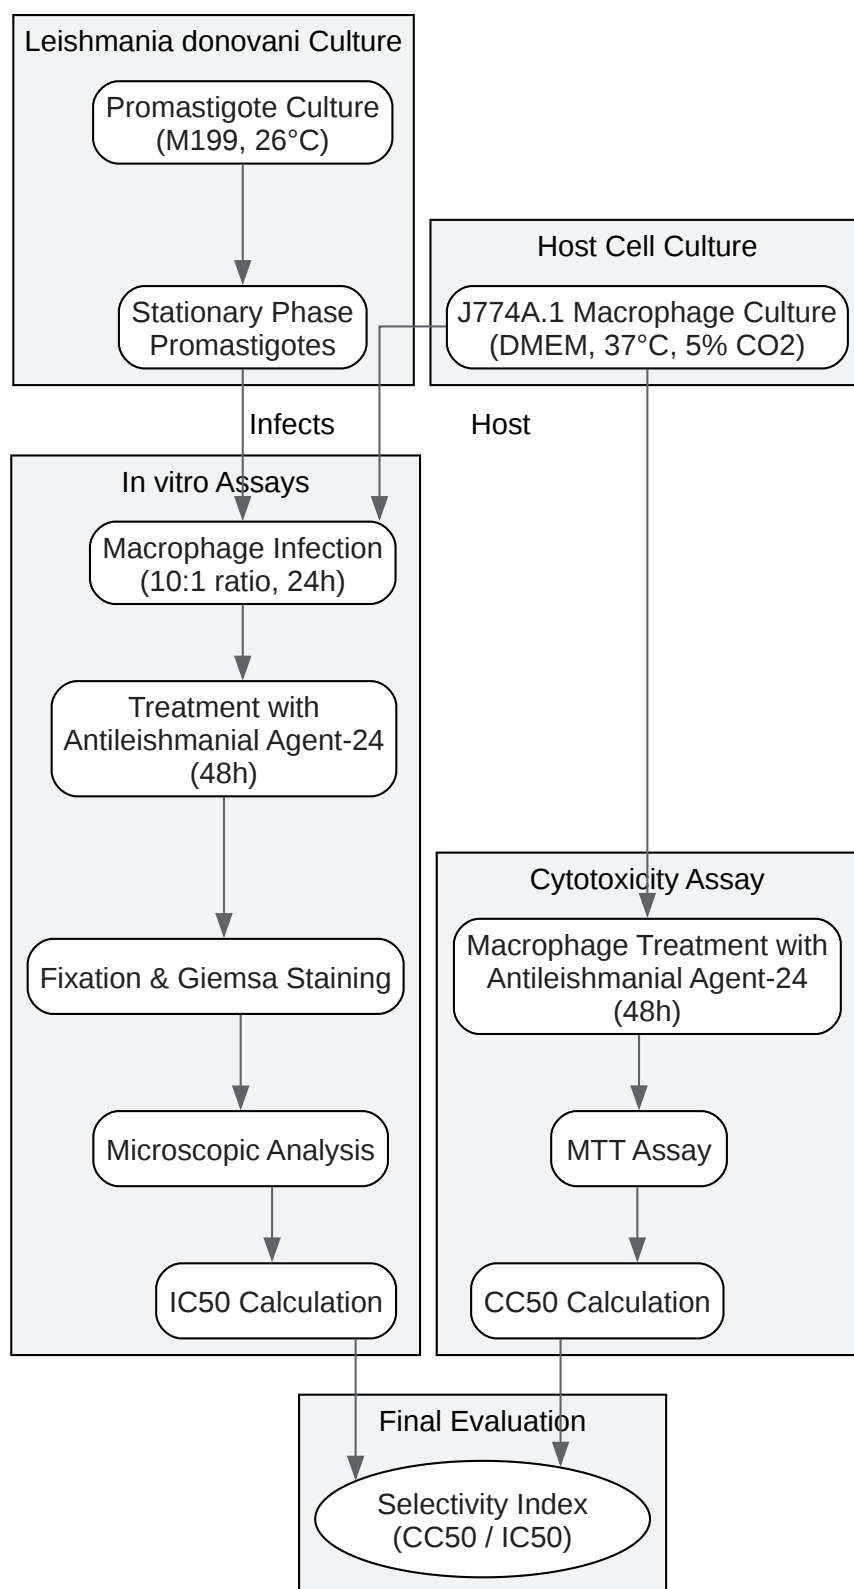 Leishmania donovani Culture
Promastigote Culture
(M199, 26°C)
Stationary Phase
Promastigotes
Host Cell Culture
J774A.1 Macrophage Culture
(DMEM, 37°C, 5% CO2)
Infects
Host
In vitro Assays
Macrophage Infection
(10:1 ratio, 24h)
Treatment with
Antileishmanial Agent-24
(48h)
Fixation & Giemsa Staining
Microscopic Analysis
IC50 Calculation
Cytotoxicity Assay
Macrophage Treatment with
Antileishmanial Agent-24
(48h)
MTT Assay
CC50 Calculation
Final Evaluation
Selectivity Index
(CC50 / IC50)